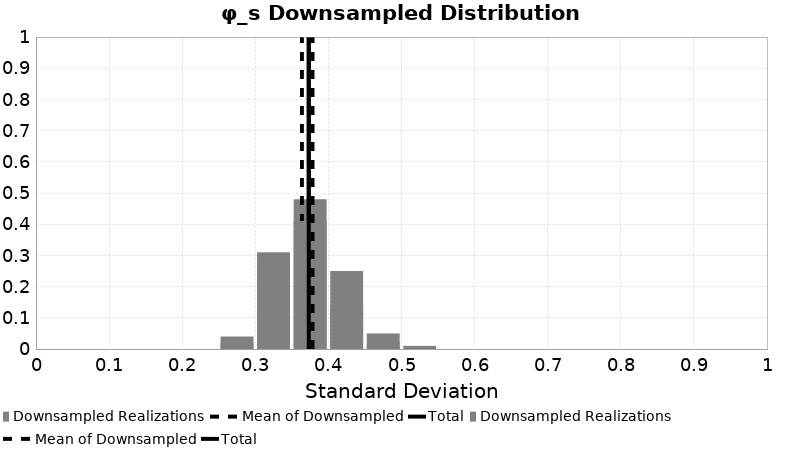 φ_s Downsampled Distribution
1
0.9
0.8
0.7
0.6
0.5
0.4
0.3
0.2
0.1
0
0 0.1 0.2 0.3 0.4 0.5 0.6 0.7 0.8 0.9 1
Standard Deviation
Downsampled Realizations Mean of Downsampled Total Downsampled Realizations
Mean of Downsampled Total